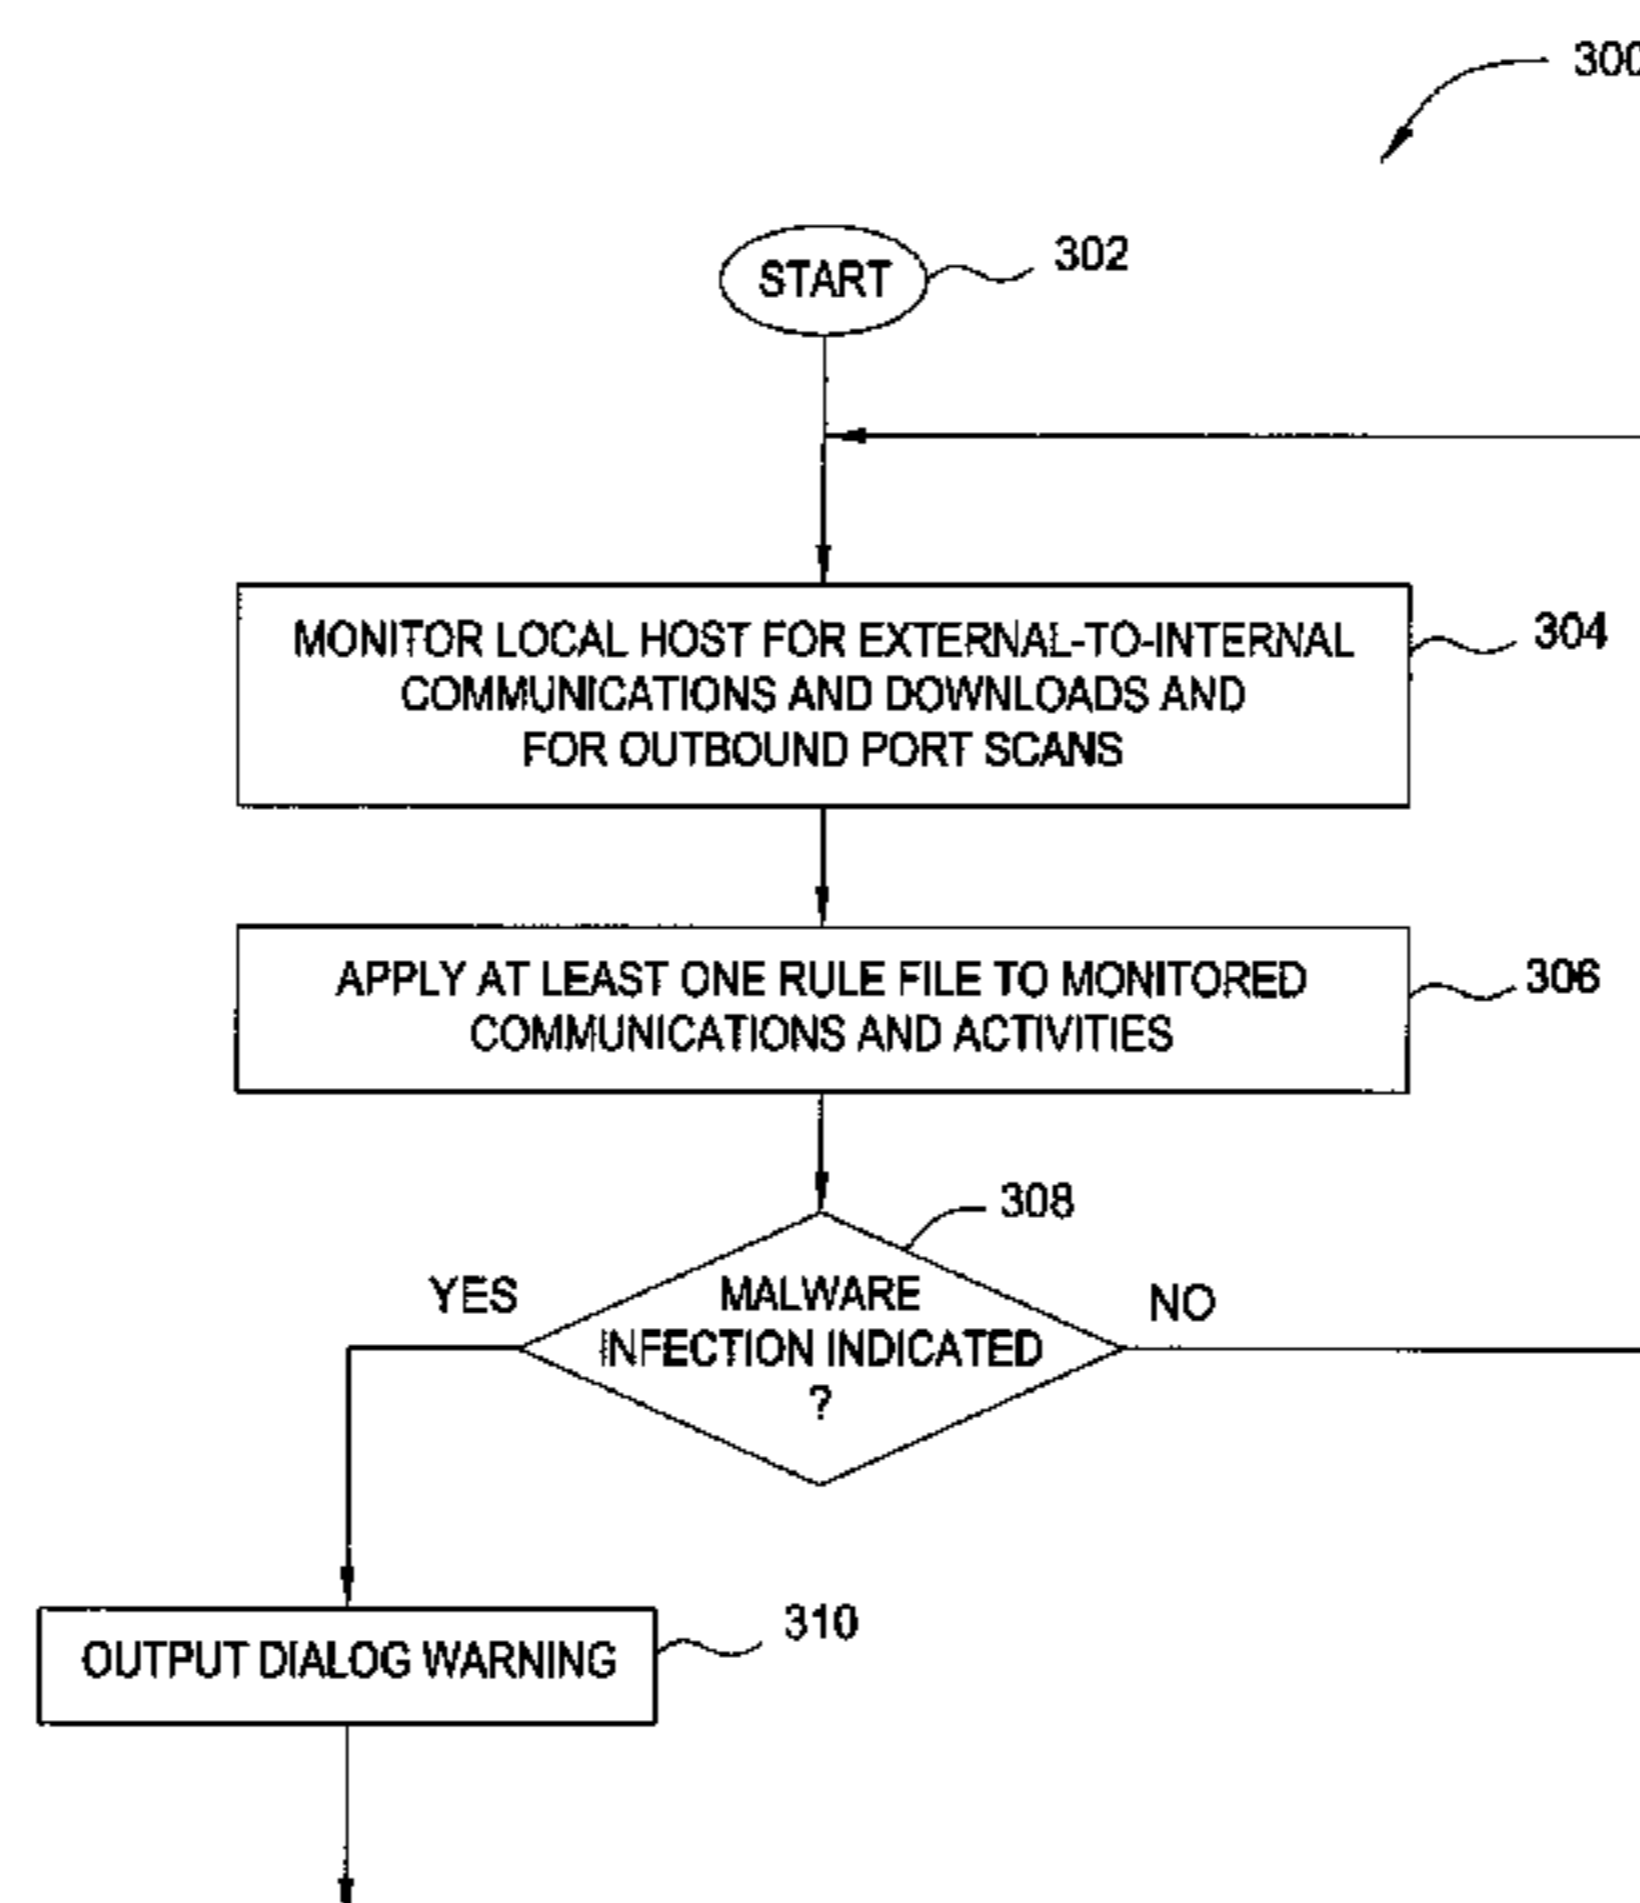 300
START
302
MONITOR LOCAL HOST FOR EXTERNAL-TO-INTERNAL
COMMUNICATIONS AND DOWNLOADS AND
FOR OUTBOUND PORT SCANS
304
APPLY AT LEAST ONE RULE FILE TO MONITORED
COMMUNICATIONS AND ACTIVITIES
306
308
YES
MALWARE
INFECTION INDICATED
?
NO
OUTPUT DIALOG WARNING
310